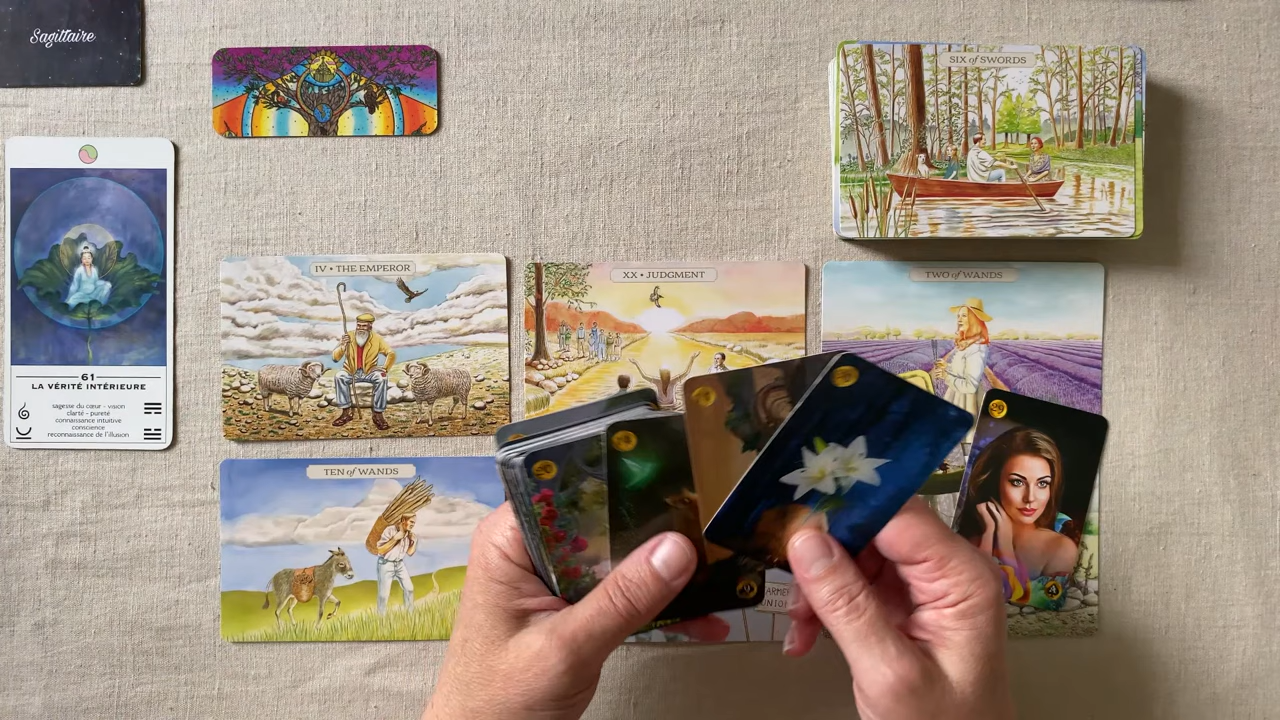 Sagittaire
SIX of SWORDS
IV • THE EMPEROR
XX • JUDGMENT
TWO of WANDS
61
LA VÉRITÉ INTÉRIEURE
sagesse du cœur - vision
clarté - pureté
connaissance intuitive
conscience
reconnaissance de l'illusion
29
TEN of WANDS